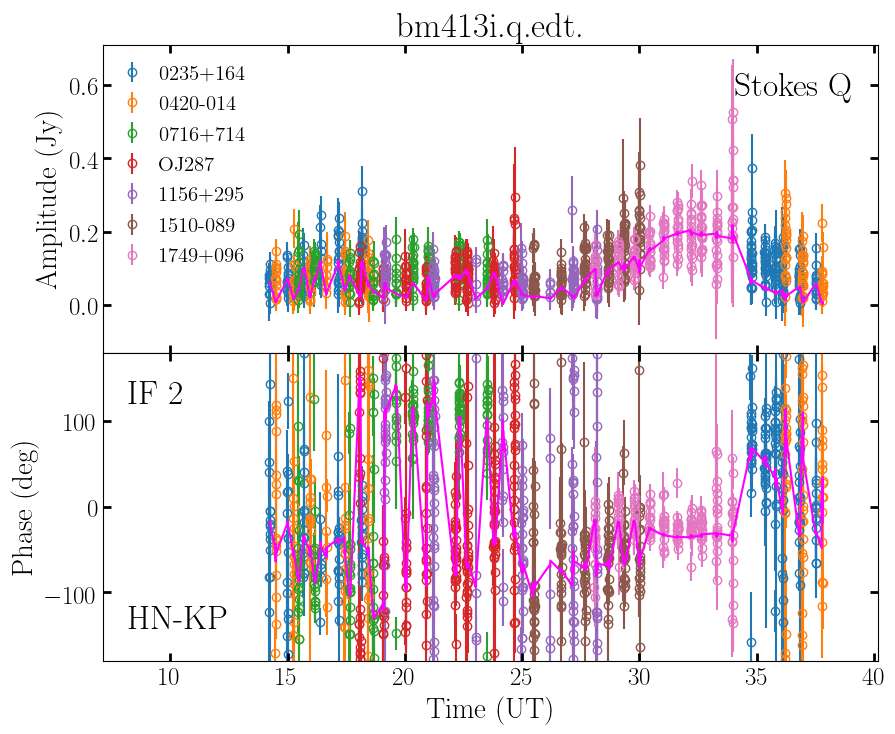 bm413i.q.edt.
Stokes Q
0235+164
0420-014
0716+714
OJ287
1156+295
1510-089
1749+096
Amplitude (Jy)
0.6
0.4
0.2
0.0
IF 2
HN-KP
Phase (deg)
100
0
−100
10 15 20 25 30 35 40
Time (UT)